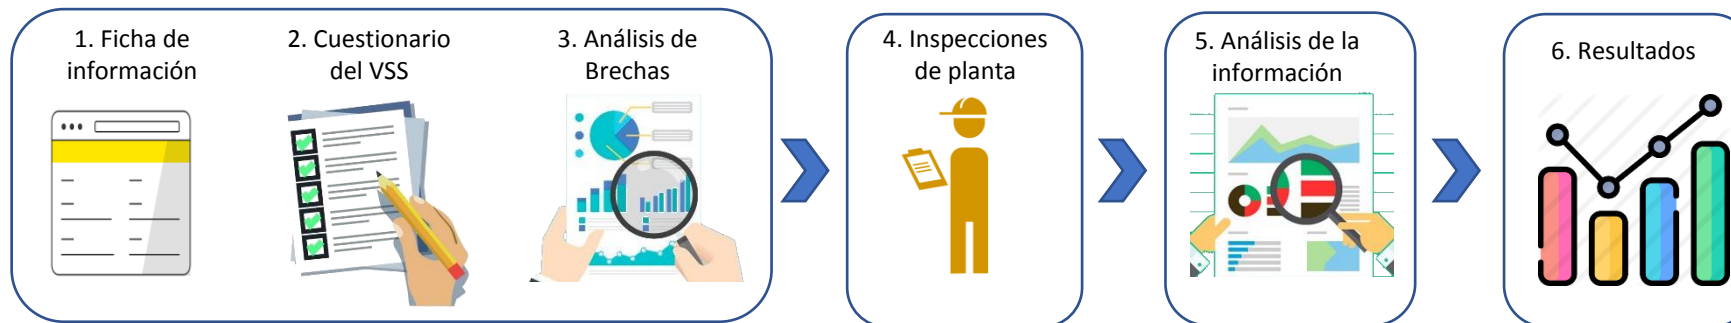 1. Ficha de
información
2. Cuestionario
del VSS
3. Análisis de
Brechas
4. Inspecciones
de planta
5. Análisis de la
información
6. Resultados